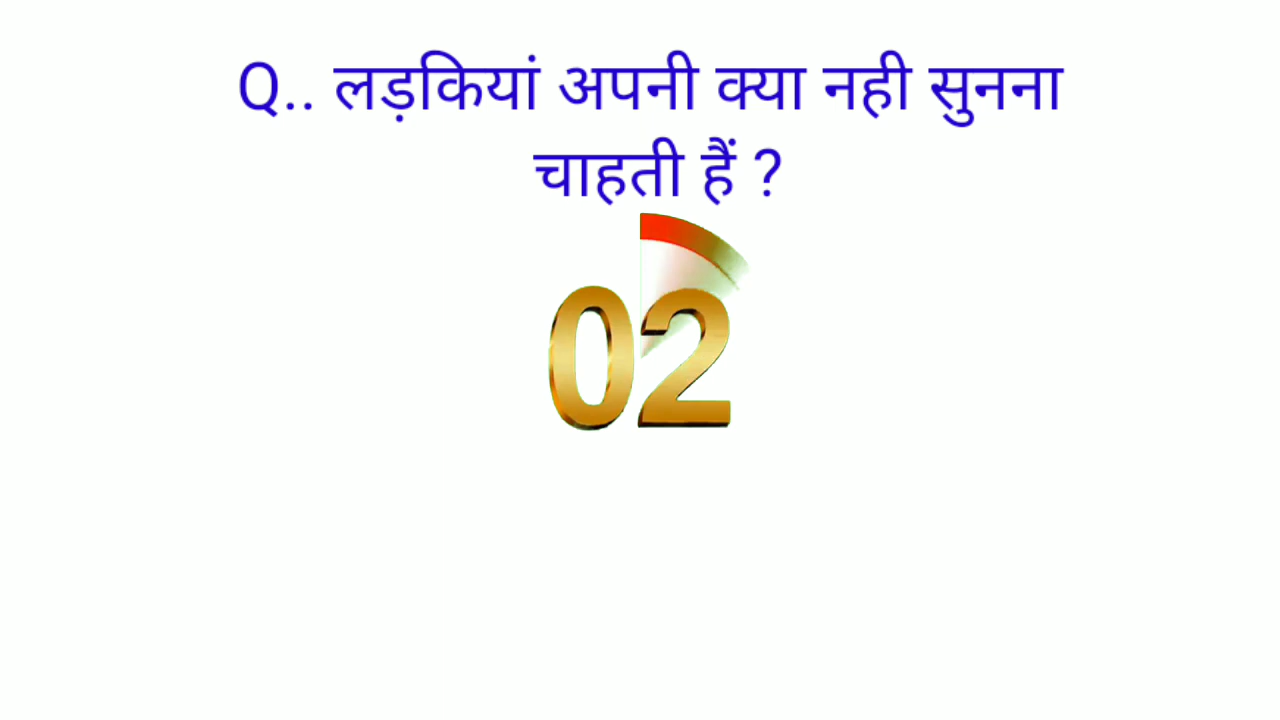 Q.. लड़कियां अपनी क्या नही सुनना
चाहती हैं ?
02